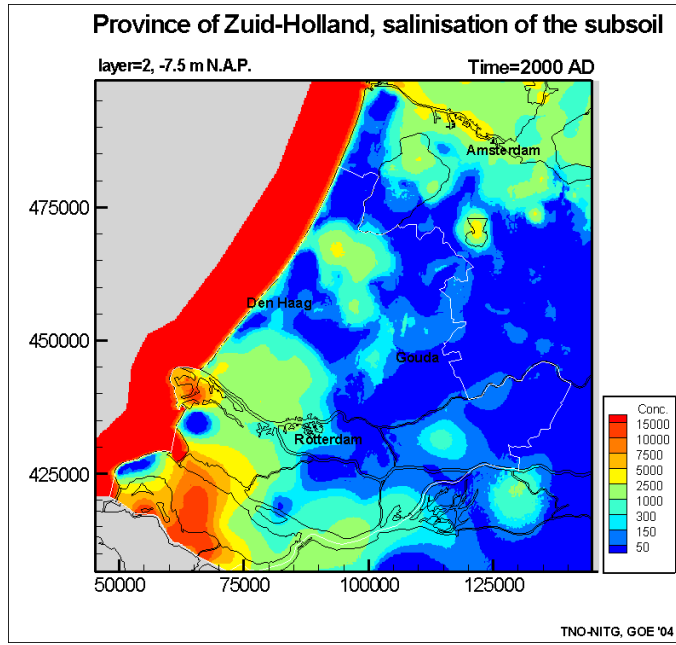 Province of Zuid-Holland, salinisation of the subsoil
layer=2, -7.5 m N.A.P.
Time=2000 AD
Amsterdam
475000
Den Haag
450000
Gouda
Rotterdam
425000
Conc.
15000
10000
7500
5000
2500
1000
300
150
50
50000
75000
100000
125000
TNO-NITG, GOE '04